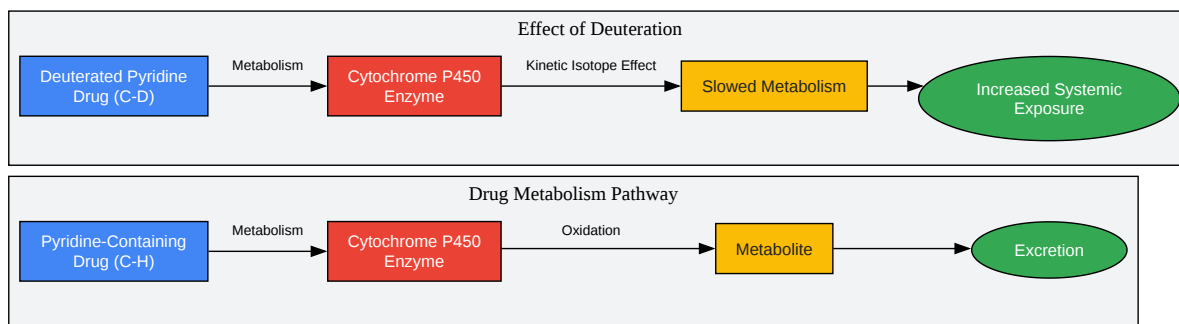 Effect of Deuteration
Deuterated Pyridine
Drug (C-D)
Metabolism
Cytochrome P450
Enzyme
Kinetic Isotope Effect
Slowed Metabolism
Increased Systemic
Exposure
Drug Metabolism Pathway
Pyridine-Containing
Drug (C-H)
Metabolism
Cytochrome P450
Enzyme
Oxidation
Metabolite
Excretion